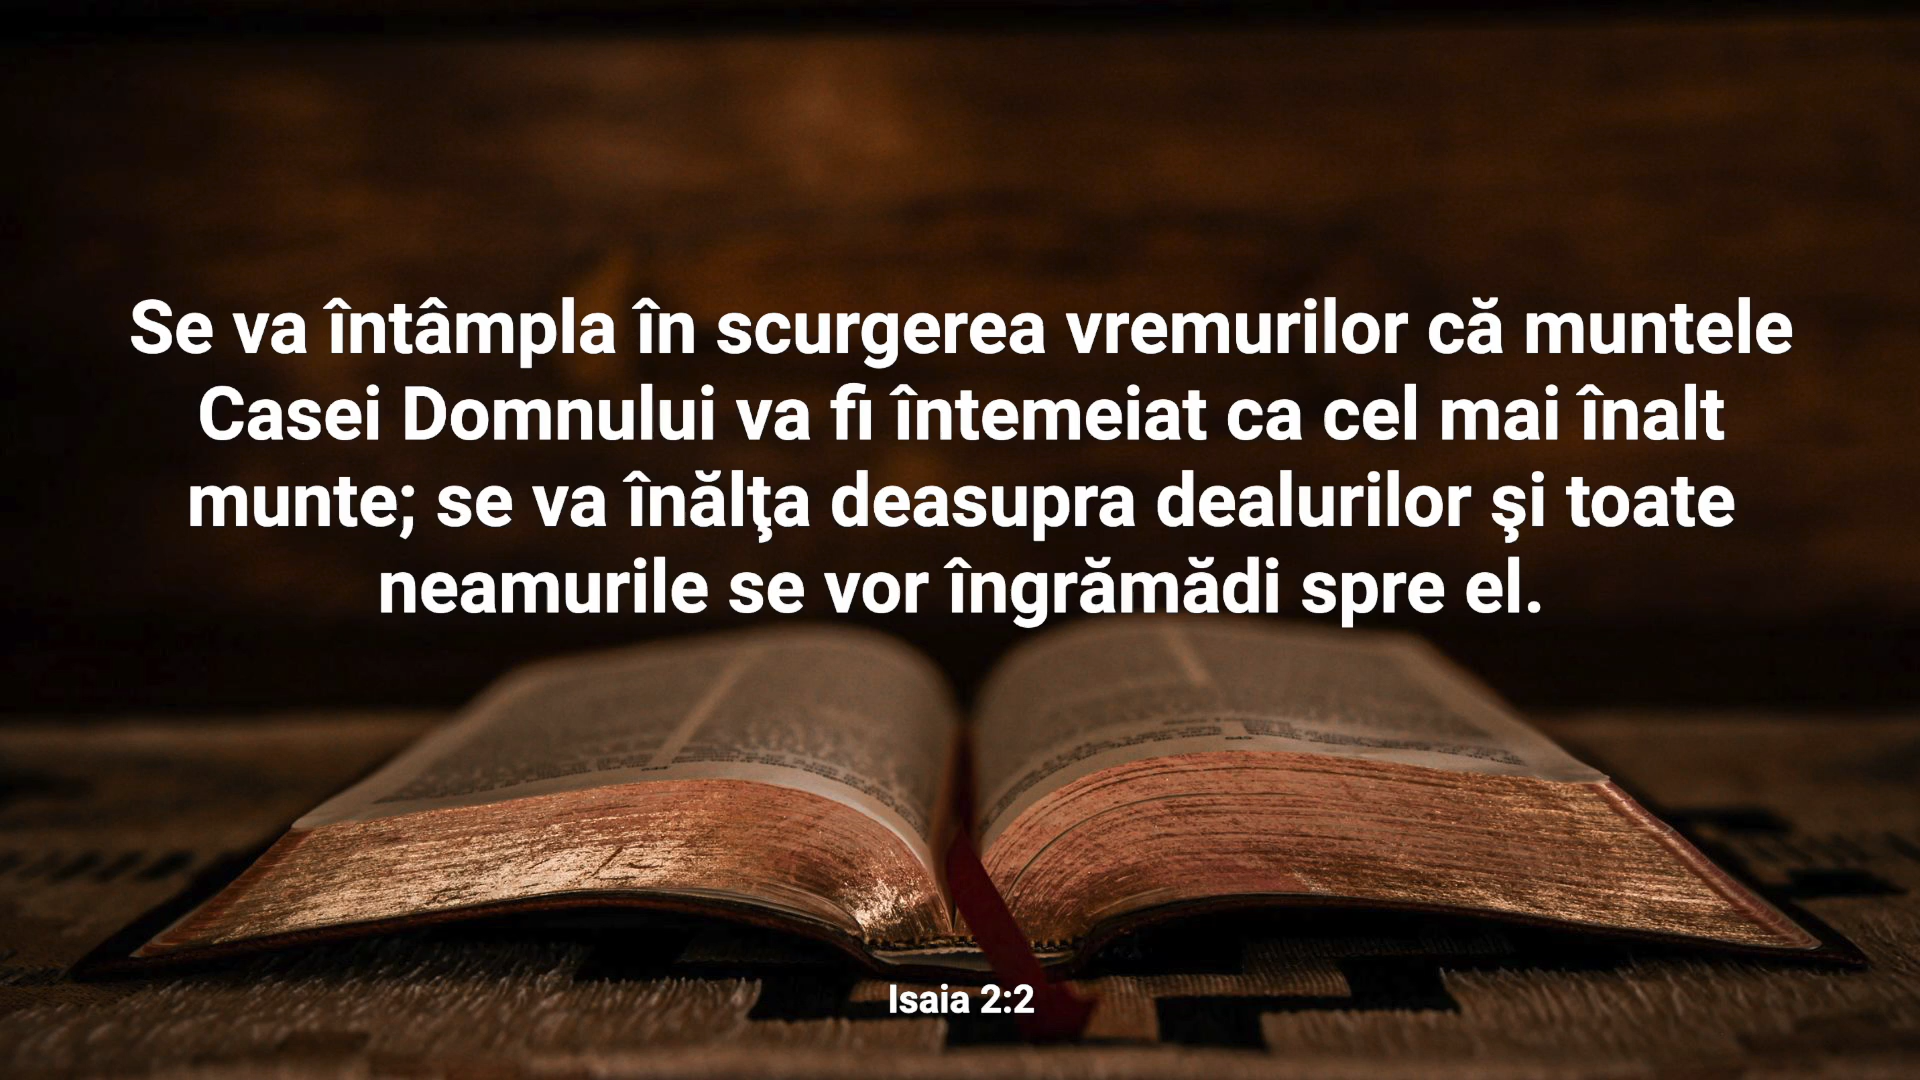 Se va întâmpla în scurgerea vremurilor că muntele
Casei Domnului va fi întemeiat ca cel mai înalt
munte; se va înălţa deasupra dealurilor şi toate
neamurile se vor îngrămădi spre el.
Isaia 2:2